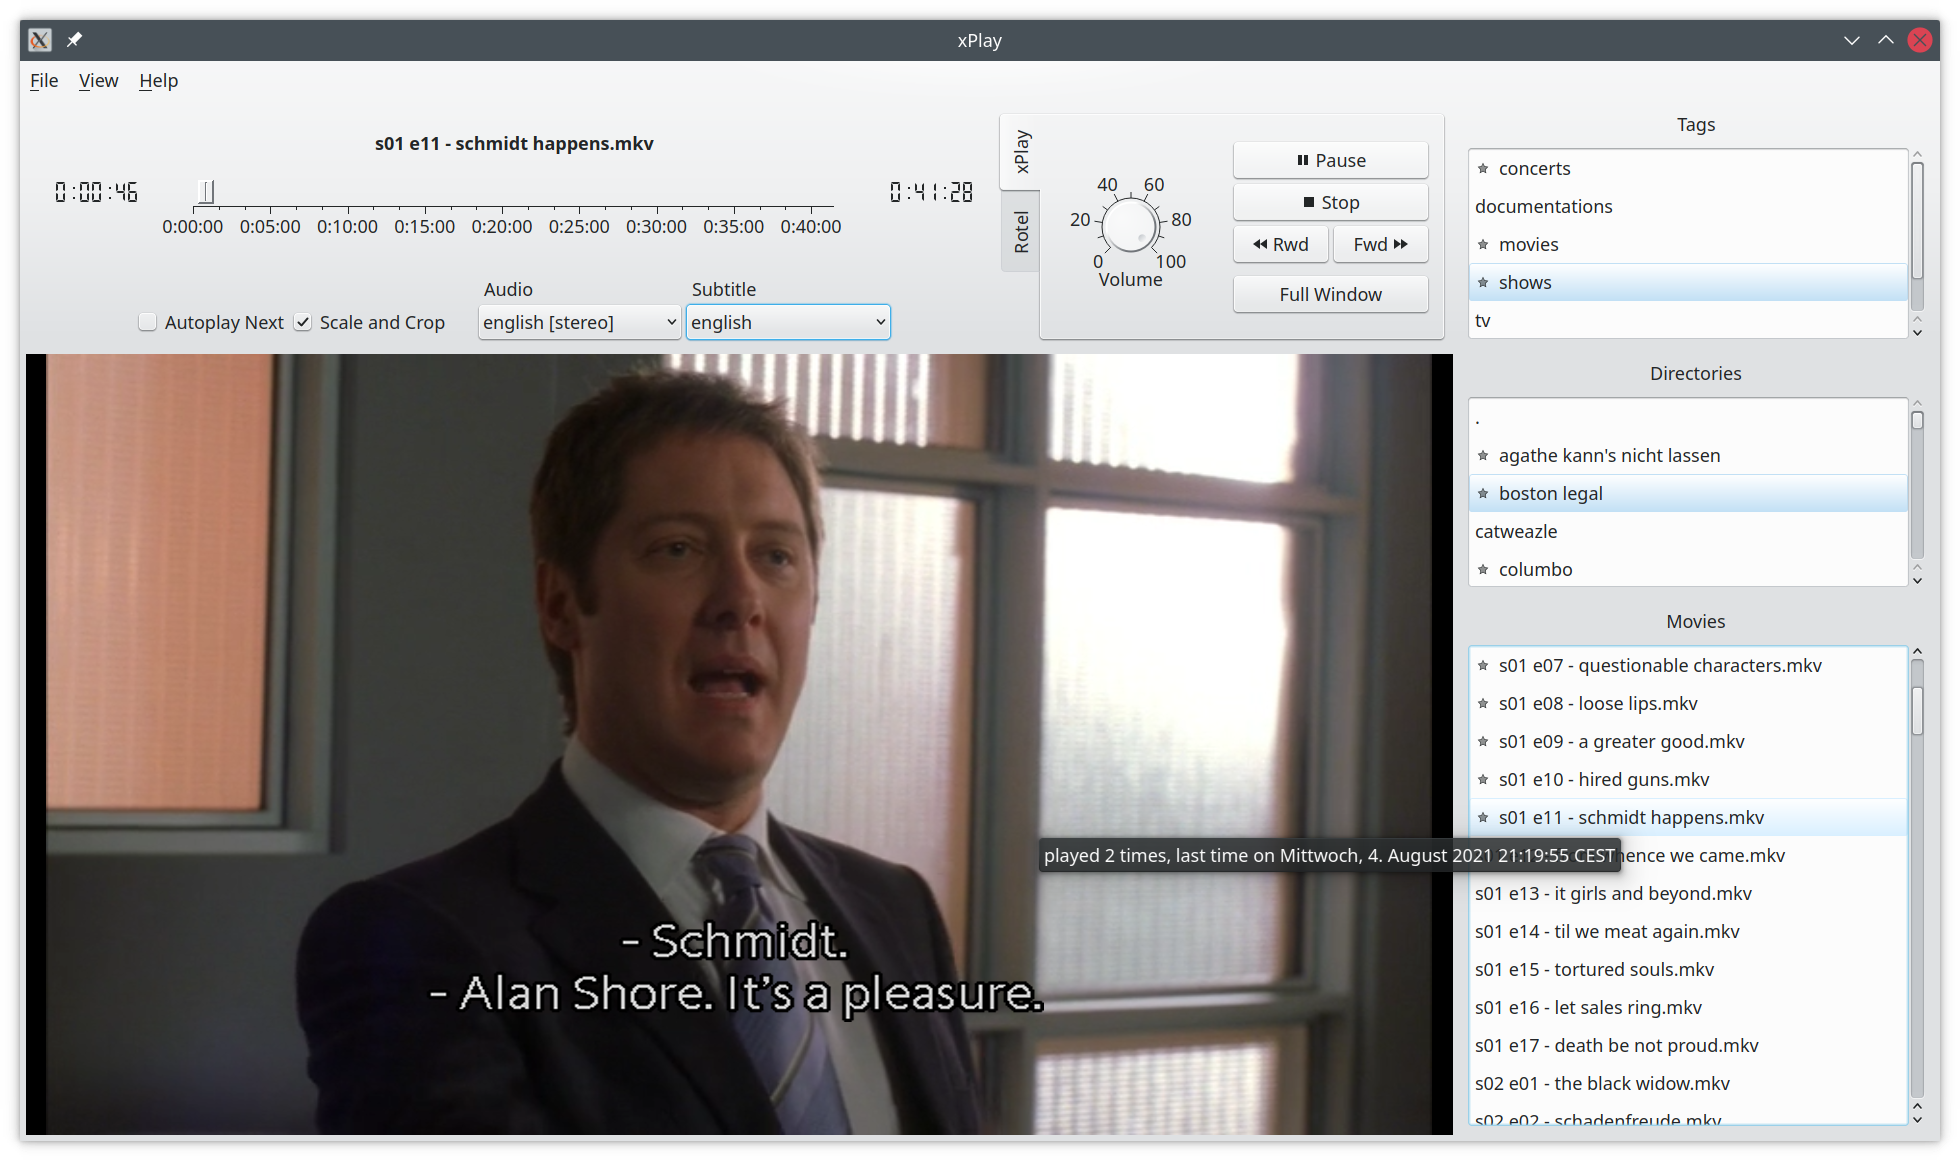 xPlay
File View Help
s01 e11 - schmidt happens.mkv
0:00:46
0:41:28
0:00:00 0:05:00 0:10:00 0:15:00 0:20:00 0:25:00 0:30:00 0:35:00 0:40:00
Audio Subtitle
Autoplay Next Scale and Crop english [stereo] english
xPlay
Rotel
40 60
20 80
0 100
Volume
Pause
Stop
Rwd Fwd
Full Window
Tags
concerts
documentations
movies
shows
tv
Directories
.
agathe kann's nicht lassen
boston legal
catweazle
columbo
Movies
s01 e07 - questionable characters.mkv
s01 e08 - loose lips.mkv
s01 e09 - a greater good.mkv
s01 e10 - hired guns.mkv
s01 e11 - schmidt happens.mkv
played 2 times, last time on Mittwoch, 4. August 2021 21:19:55 CEST
we came.mkv
s01 e13 - it girls and beyond.mkv
s01 e14 - til we meat again.mkv
s01 e15 - tortured souls.mkv
s01 e16 - let sales ring.mkv
s01 e17 - death be not proud.mkv
s02 e01 - the black widow.mkv
s02 e02 - schadenfreude.mkv
- Schmidt.
- Alan Shore. It's a pleasure.